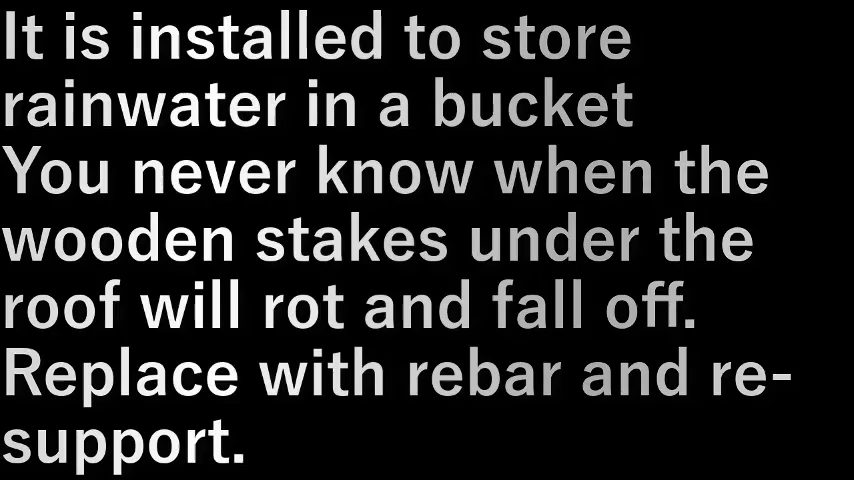 It is installed to store
rainwater in a bucket
You never know when the
wooden stakes under the
roof will rot and fall off.
Replace with rebar and re-
support.